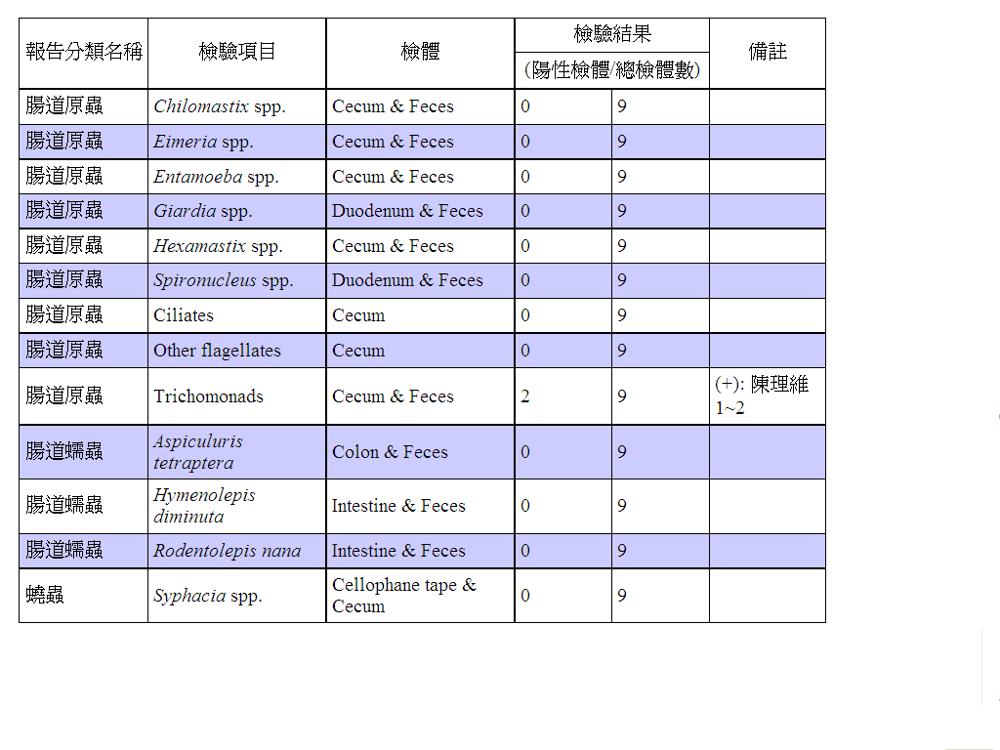 報告分類名稱 檢驗項目 檢體 檢驗結果 備註
(陽性檢體/總檢體數)
腸道原蟲 Chilomastix spp. Cecum & Feces 0 9
腸道原蟲 Eimeria spp. Cecum & Feces 0 9
腸道原蟲 Entamoeba spp. Cecum & Feces 0 9
腸道原蟲 Giardia spp. Duodenum & Feces 0 9
腸道原蟲 Hexamastix spp. Cecum & Feces 0 9
腸道原蟲 Spironucleus spp. Duodenum & Feces 0 9
腸道原蟲 Ciliates Cecum 0 9
腸道原蟲 Other flagellates Cecum 0 9
腸道原蟲 Trichomonads Cecum & Feces 2 9 (+): 陳理維
1~2
腸道蠕蟲 Aspiculuris
tetraptera Colon & Feces 0 9
腸道蠕蟲 Hymenolepis
diminuta Intestine & Feces 0 9
腸道蠕蟲 Rodentolepis nana Intestine & Feces 0 9
蟯蟲 Syphacia spp. Cellophane tape &
Cecum 0 9